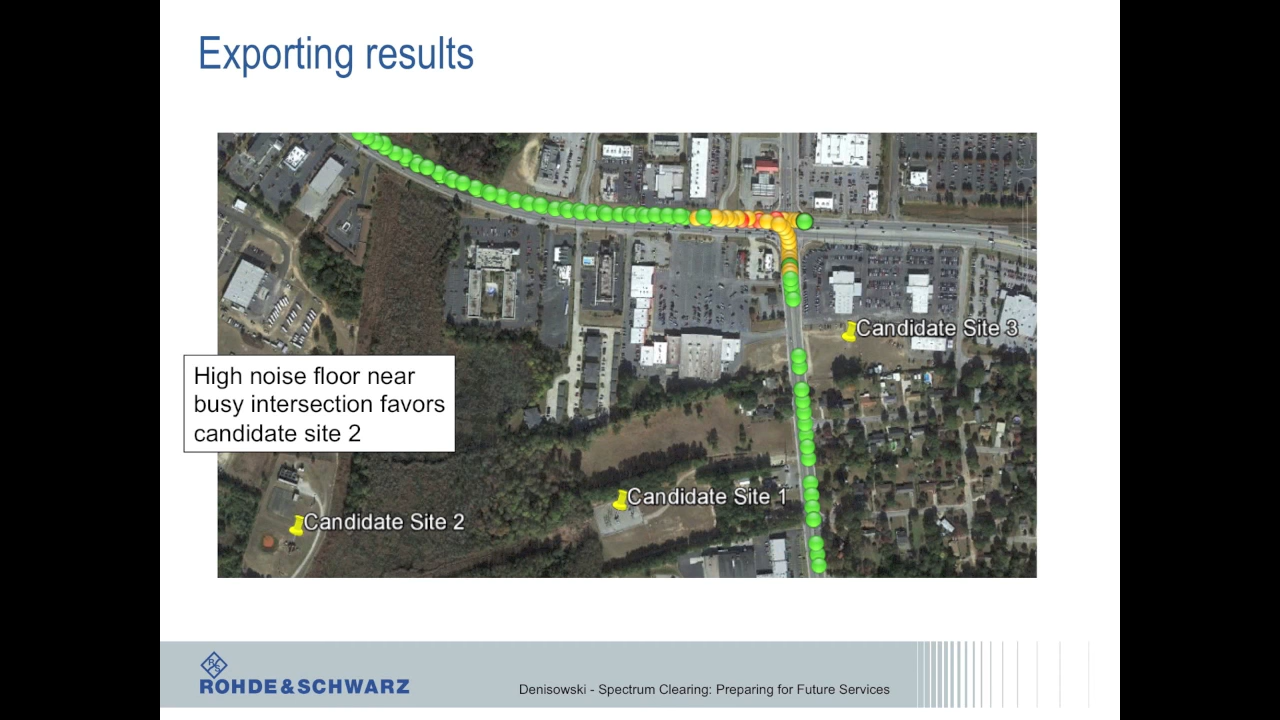 Exporting results
Candidate Site 3
High noise floor near
busy intersection favors
candidate site 2
Candidate Site 1
Candidate Site 2
R S
ROHDE & SCHWARZ
Denisowski - Spectrum Clearing: Preparing for Future Services